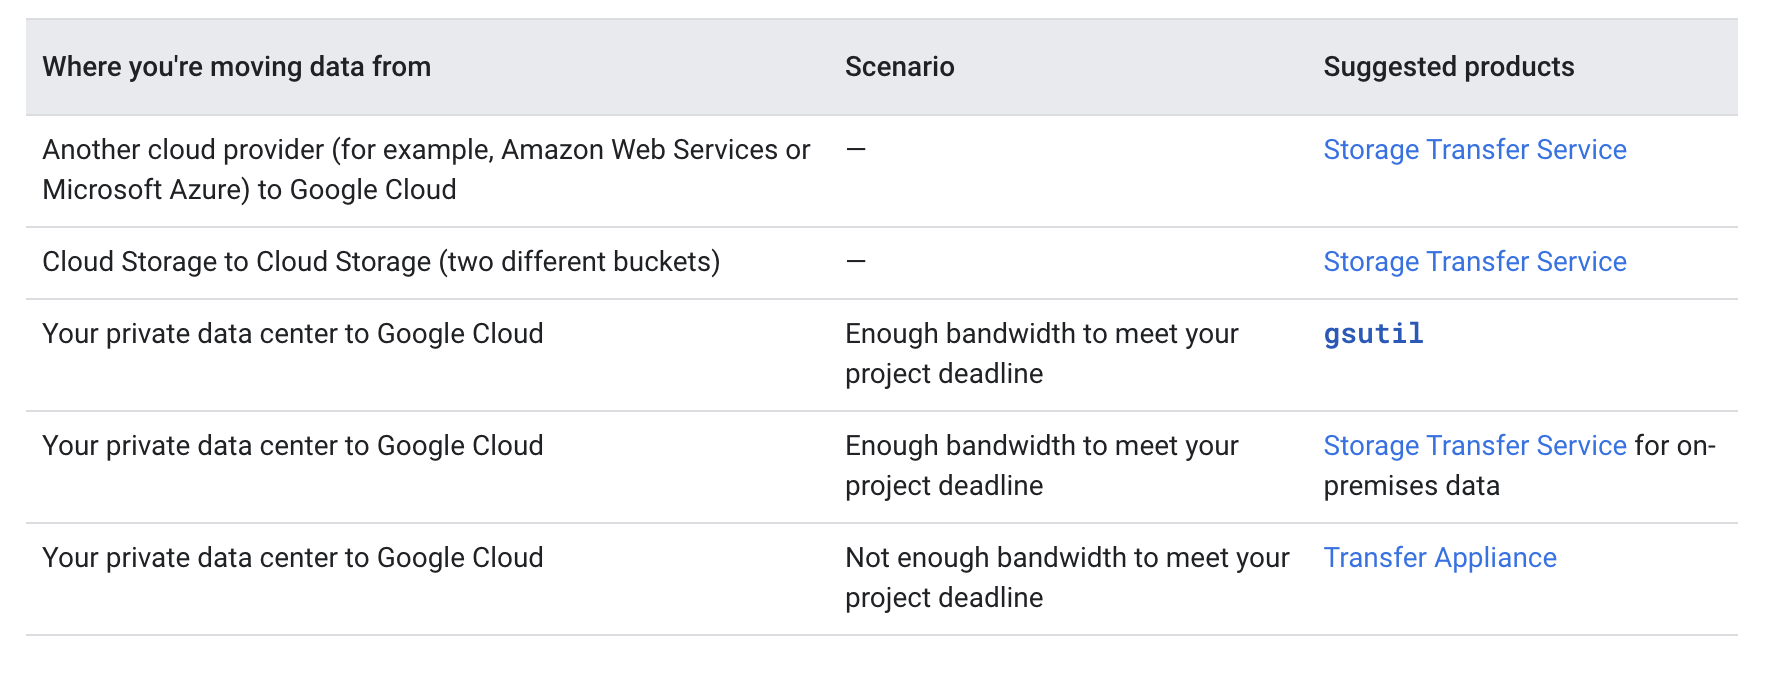 Where you're moving data from Scenario Suggested products
Another cloud provider (for example, Amazon Web Services or — Storage Transfer Service
Microsoft Azure) to Google Cloud
Cloud Storage to Cloud Storage (two different buckets) — Storage Transfer Service
Your private data center to Google Cloud Enough bandwidth to meet your gsutil
project deadline
Your private data center to Google Cloud Enough bandwidth to meet your Storage Transfer Service for on-
project deadline premises data
Your private data center to Google Cloud Not enough bandwidth to meet your Transfer Appliance
project deadline